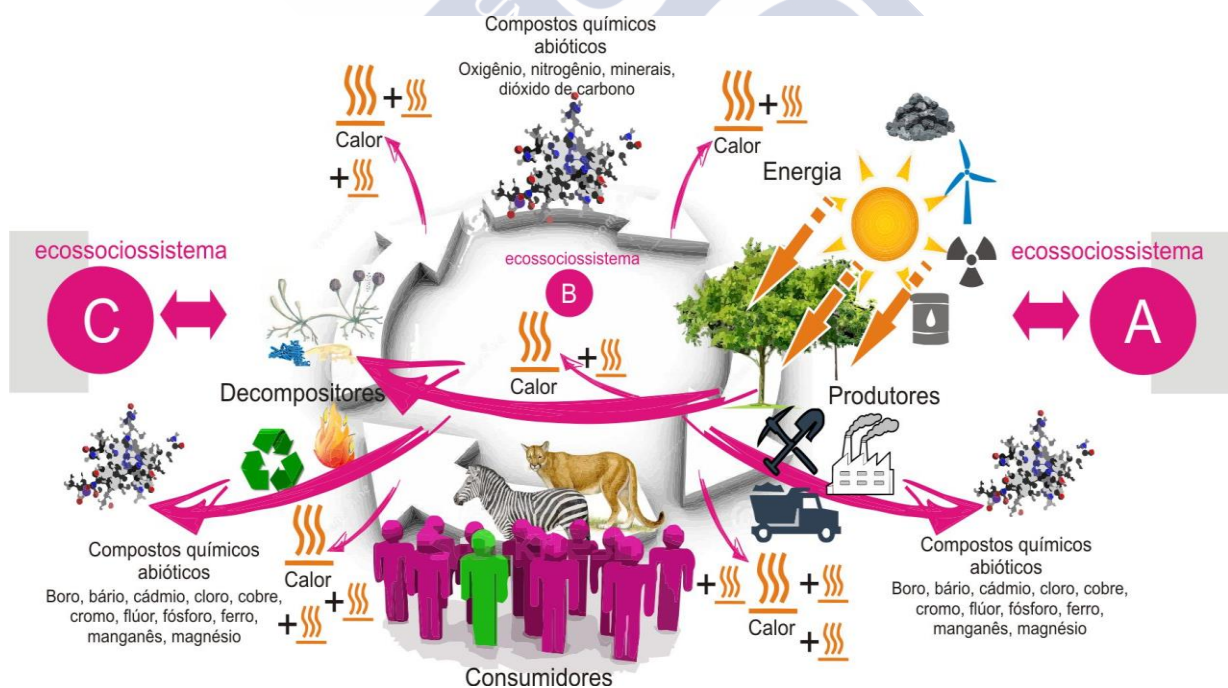 Compostos químicos
abióticos
Oxigênio, nitrogênio, minerais,
dióxido de carbono
+
Calor
+
+
Calor
Energia
ecossociossistema
C
ecossociossistema
B
ecossociossistema
A
+
Calor
Decompositores
Produtores
Compostos químicos
abióticos
Boro, bário, cádmio, cloro, cobre,
cromo, flúor, fósforo, ferro,
manganês, magnésio
Calor
+
+
+
+
Calor
+
Compostos químicos
abióticos
Boro, bário, cádmio, cloro, cobre,
cromo, flúor, fósforo, ferro,
manganês, magnésio
Consumidores